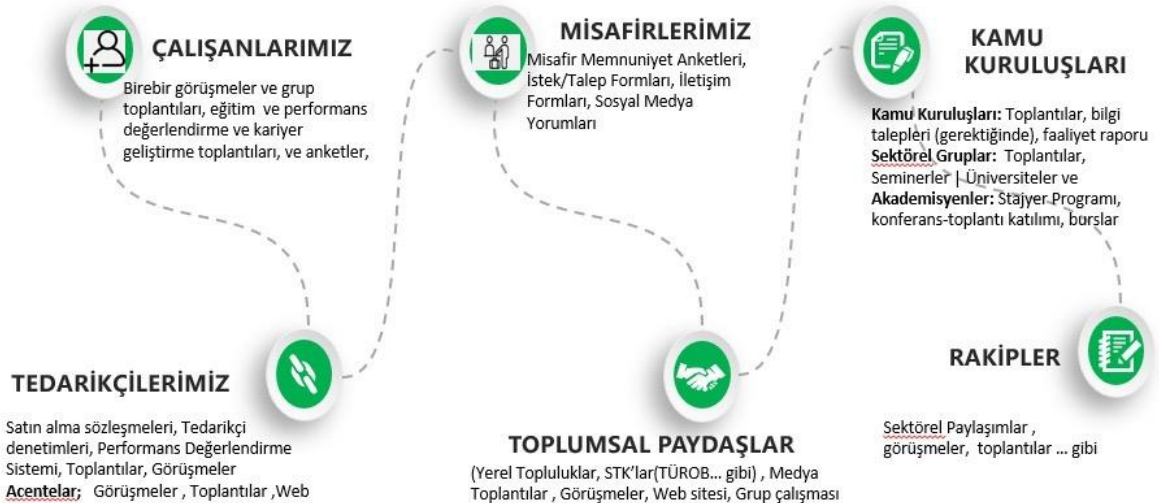 ÇALIŞANLARIMIZ
Birebir görüşmeler ve grup
toplantıları, eğitim ve performans
değerlendirme ve kariyer
geliştirme toplantıları, ve anketler,
TEDARİKÇİLERİMİZ
Satın alma sözleşmeleri, Tedarikçi
denetimleri, Performans Değerlendirme
Sistemi, Toplantılar, Görüşmeler
Acentelar; Görüşmeler , Toplantılar ,Web
MİSAFİRLERİMİZ
Misafir Memnuniyet Anketleri,
İstek/Talep Formları, İletişim
Formları, Sosyal Medya
Yorumları
TOPLUMSAL PAYDAŞLAR
(Yerel Topluluklar, STK'lar(TÜROB... gibi) , Medya
Toplantılar , Görüşmeler, Web sitesi, Grup çalışması
KAMU
KURULUŞLARI
Kamu Kuruluşları: Toplantılar, bilgi
talepleri (gerektiğinde), faaliyet raporu
Sektörel Gruplar: Toplantılar,
Seminerler | Üniversiteler ve
Akademisyenler: Stajyer Programı,
konferans-toplantı katılımı, burslar
RAKİPLER
Sektörel Paylaşımlar ,
görüşmeler, toplantılar ... gibi